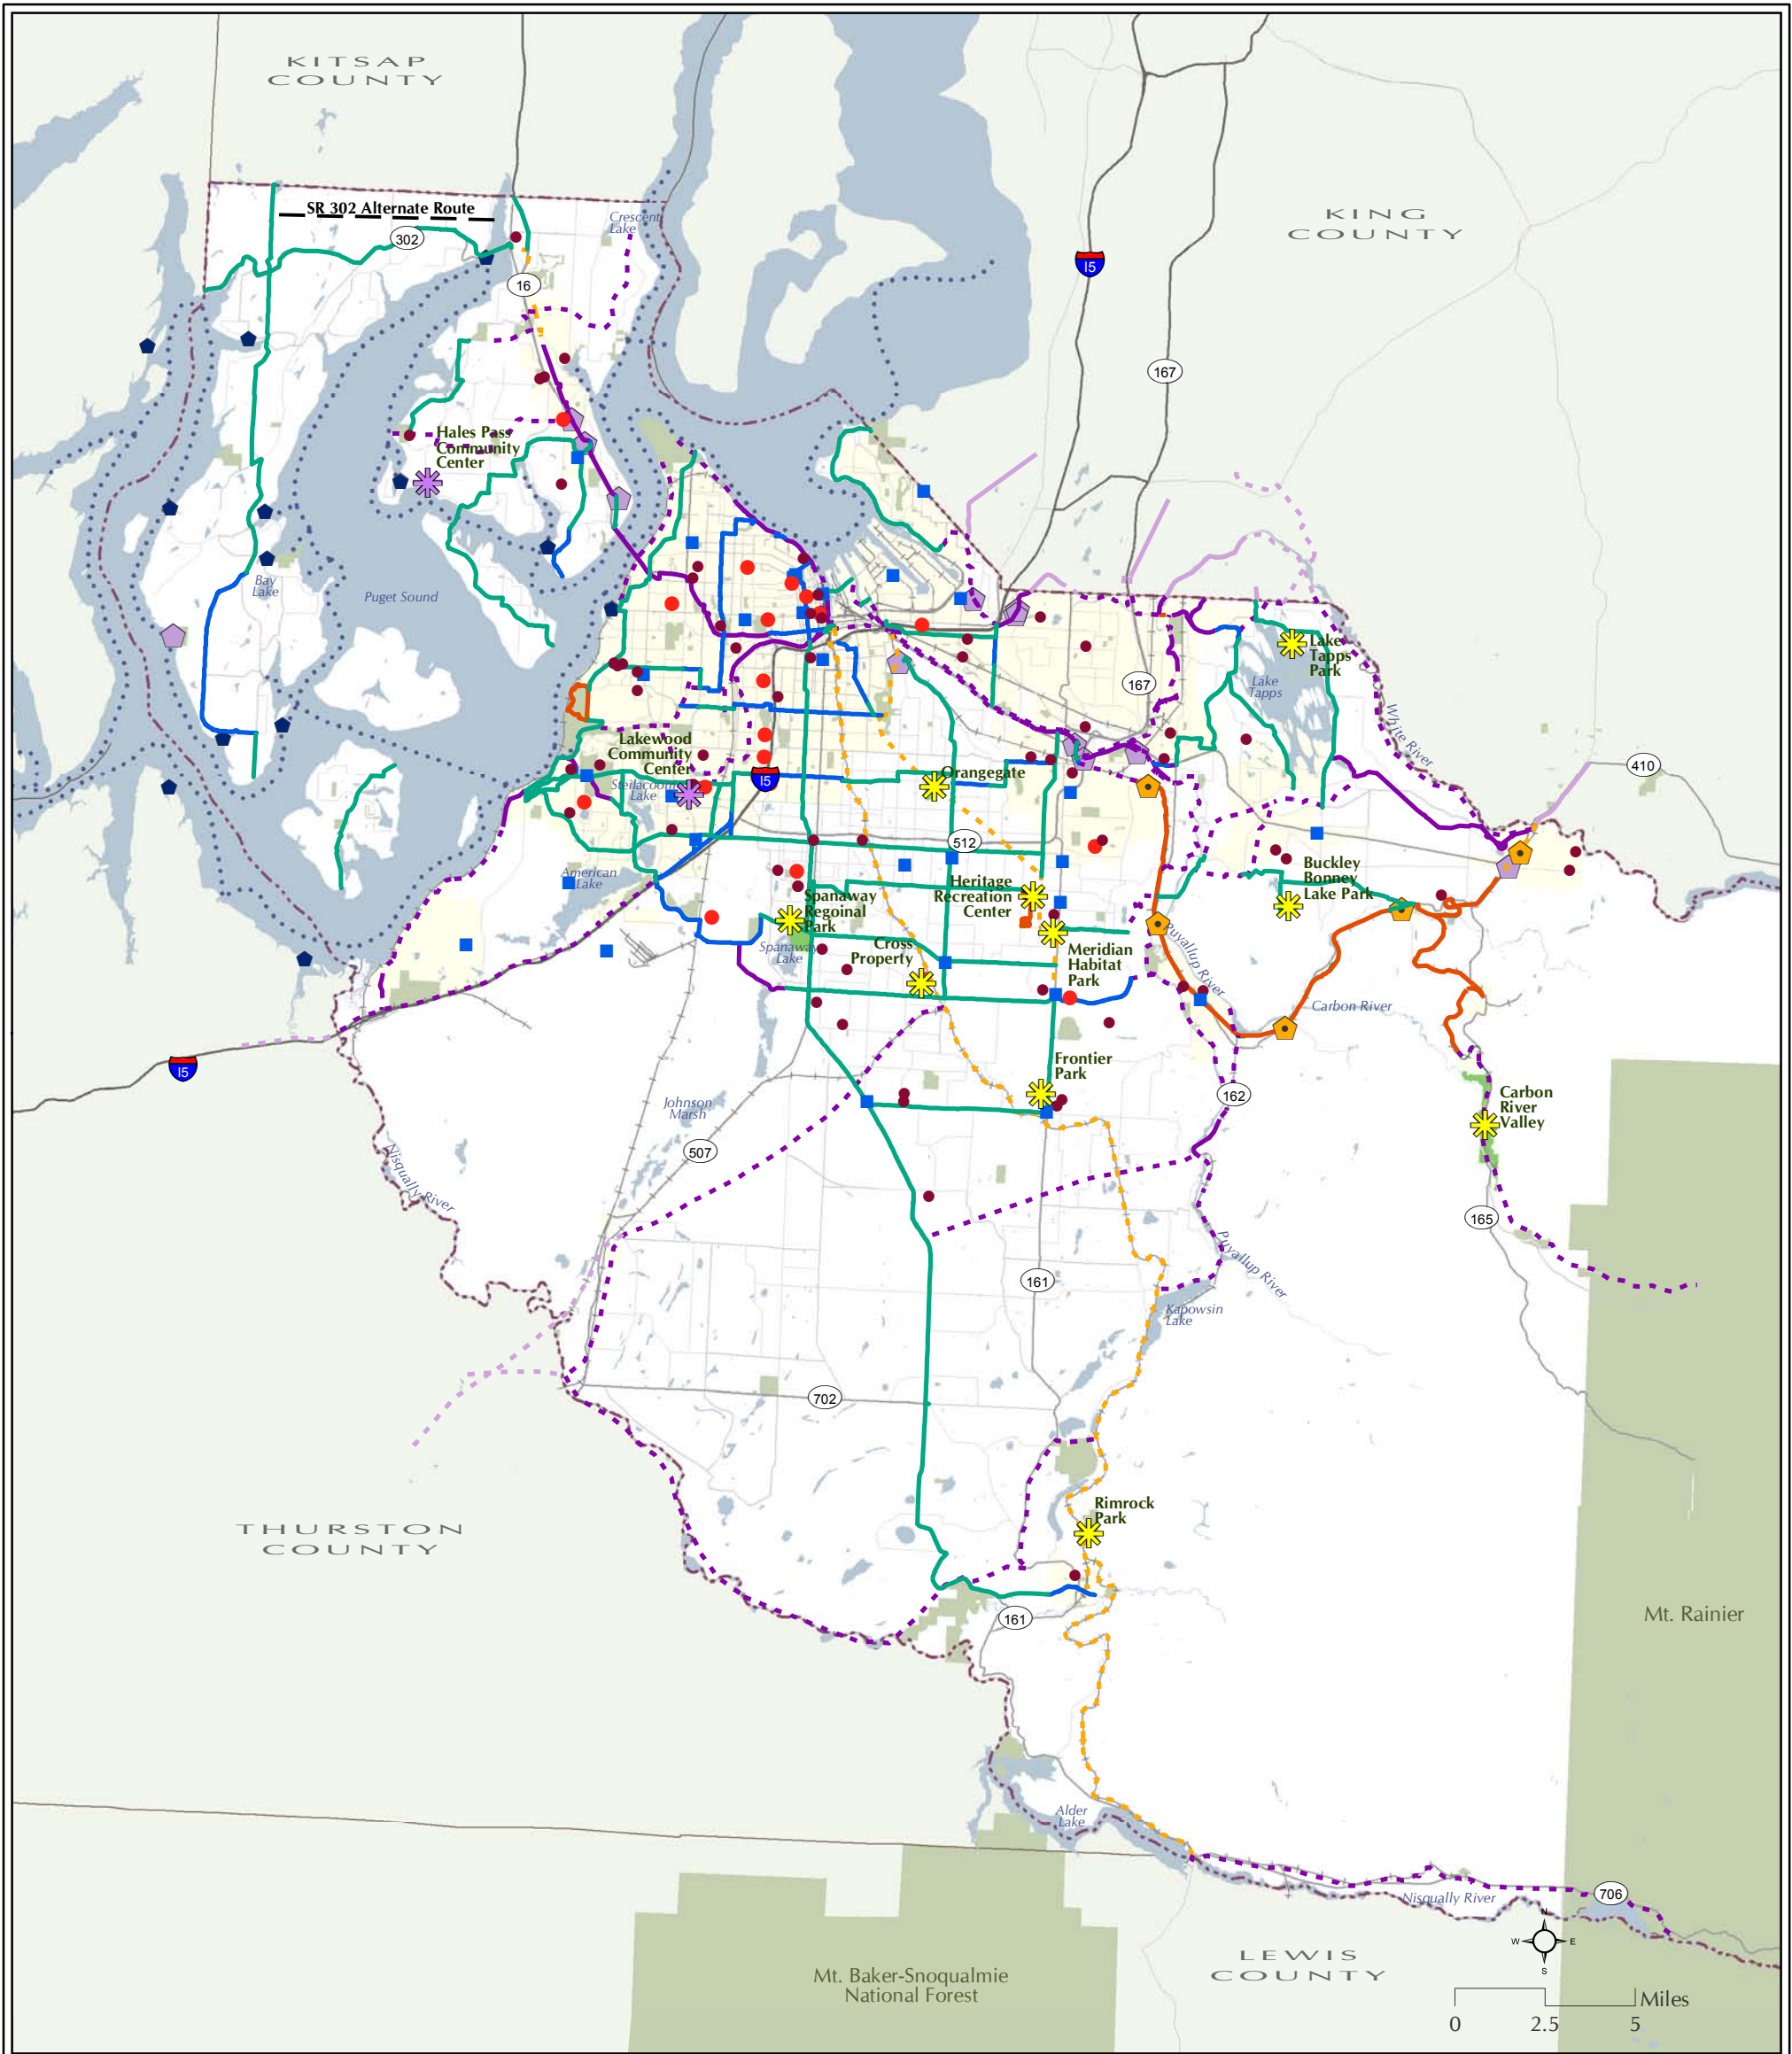 KITSAP
COUNTY
SR 302 Alternate Route
302
Crescent
Lake
KING
COUNTY
I5
16
167
Hales Pass
Community
Center
Bay
Lake
Puget Sound
Lake
Tapps
Park
167
Lake
Tapps
White River
Lakewood
Community
Center
Steilacoom
Lake
I5
Orangegate
410
512
American
Lake
Heritage
Recreation
Center
Buckley
Bonney
Lake Park
Spanaway
Regoinal
Park
Spanaway
Lake
Cross
Property
Meridian
Habitat
Park
Puyallup River
Carbon River
I5
Frontier
Park
162
Carbon
River
Valley
Johnson
Marsh
507
Nisqually River
165
Puyallup River
161
Kapowsin
Lake
702
Rimrock
Park
THURSTON
COUNTY
161
Mt. Rainier
Alder
Lake
706
Nisqually River
LEWIS
COUNTY
N
W
E
S
Mt. Baker-Snoqualmie
National Forest
Miles
0 2.5 5